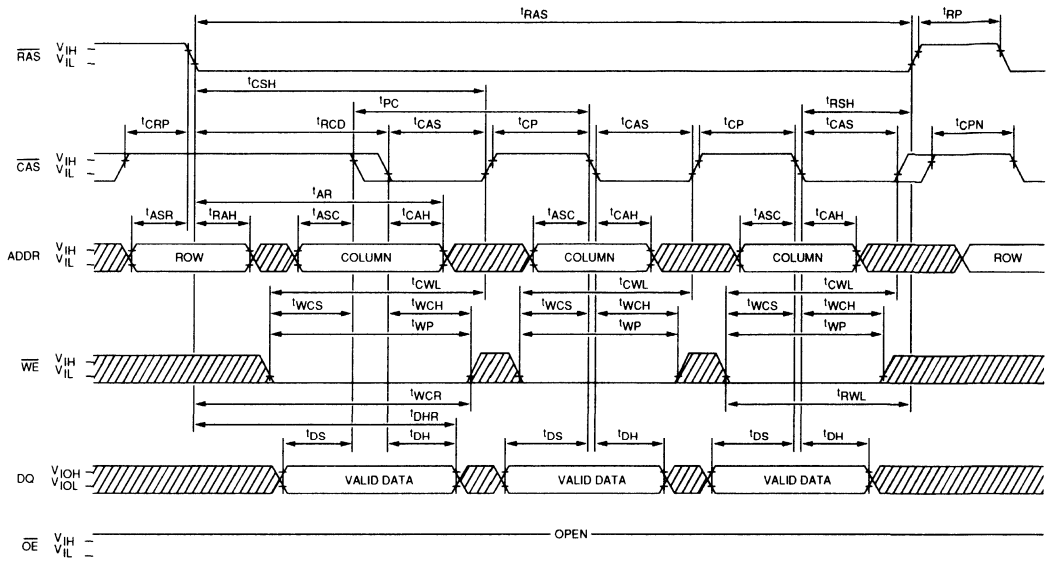 tRAS tRP
RAS VIH VIL
tCSH
tPC tRSH
tCRP tRCD tCAS tCP tCAS tCP tCAS tCPN
CAS VIH VIL
tAR
tASR tRAH tASC tCAH tASC tCAH tASC tCAH
ADDR VIH VIL ROW COLUMN COLUMN COLUMN ROW
tCWL tCWL tCWL
tWCS tWCH tWCS tWCH tWCS tWCH
tWP tWP tWP
WE VIH VIL
tWCR tRWL
tDHR
tDS tDH tDS tDH tDS tDH
DQ VIOH VIOL VALID DATA VALID DATA VALID DATA
OE VIH VIL OPEN